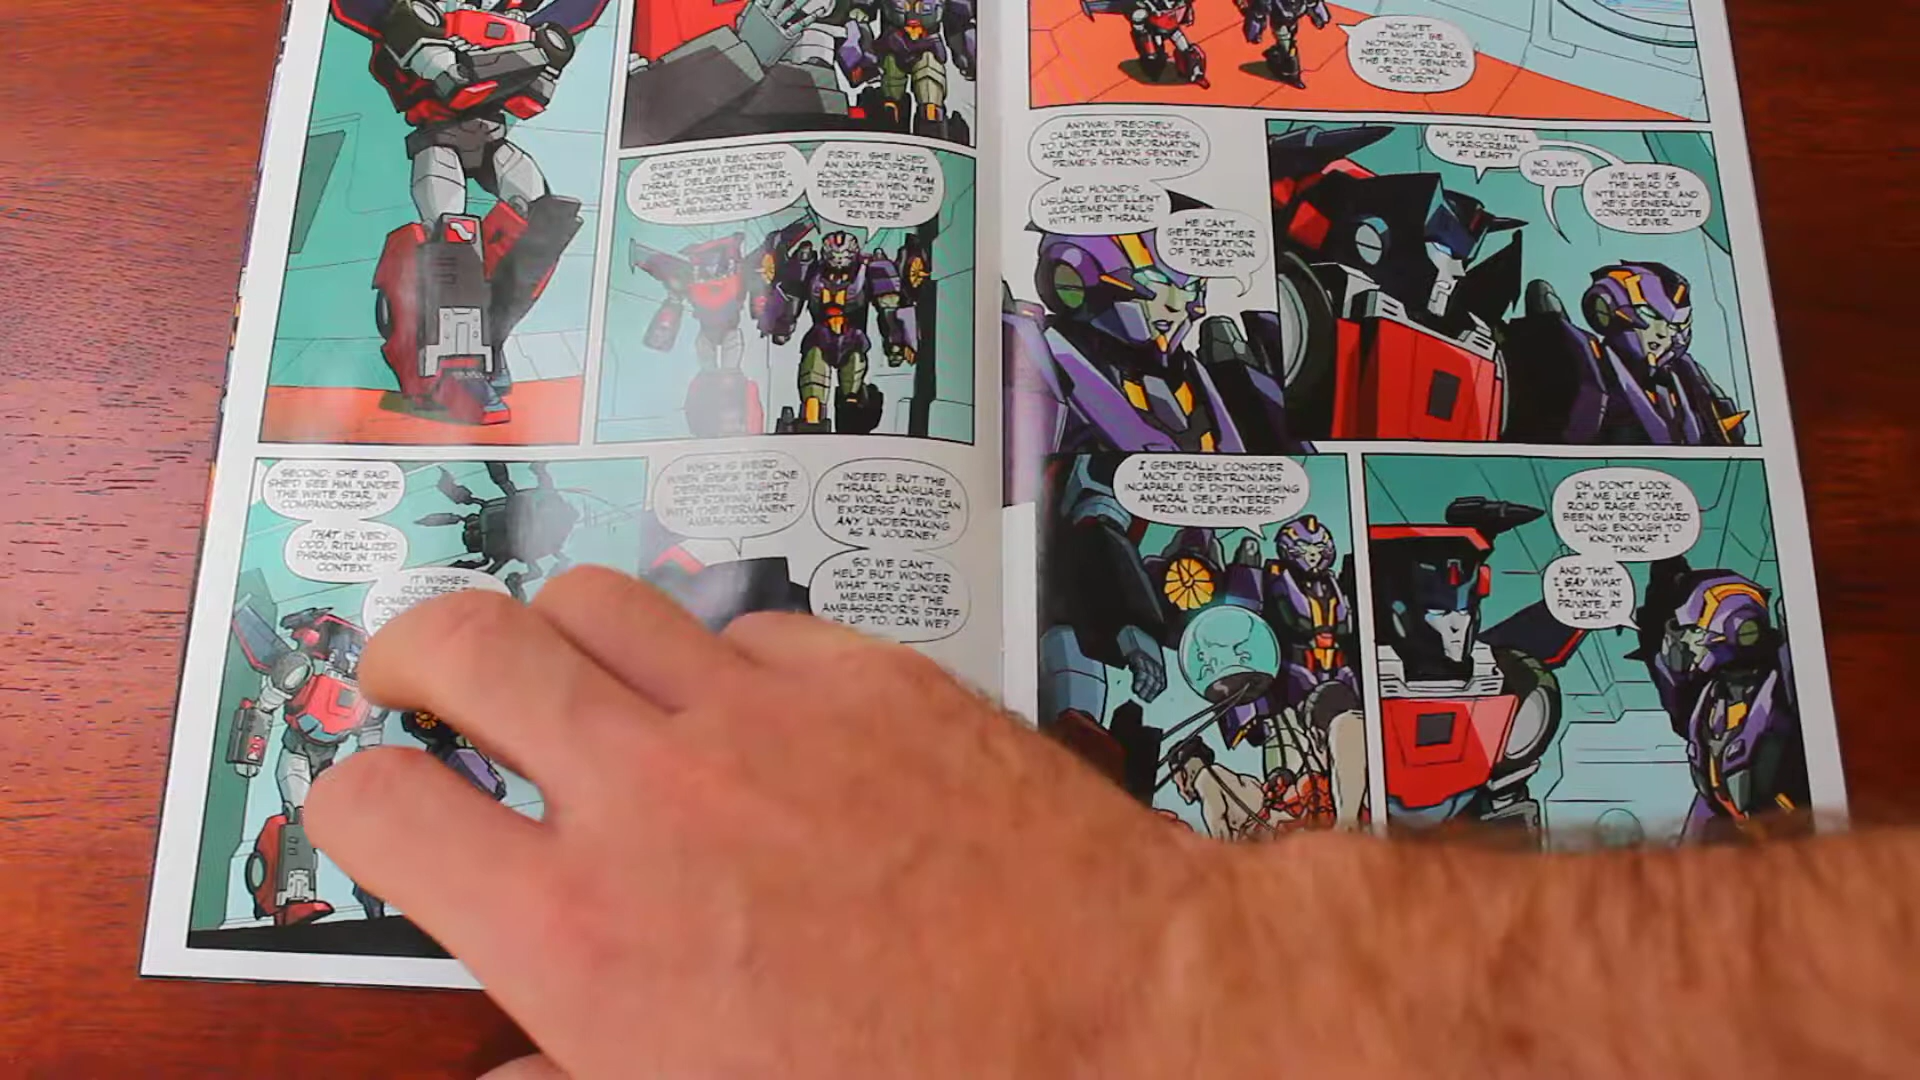 STARSCREAM RECORDED
ONE OF THE DEPARTING
THRAAL DELEGATES INTER-
ACTING, DISCREETLY, WITH A
JUNIOR ADVISOR TO THEIR
AMBASSADOR.
FIRST: SHE USED
AN INAPPROPRIATE
HONORIFIC. PAID HIM
RESPECT, WHEN THE
HIERARCHY WOULD
DICTATE THE
REVERSE.
SECOND: SHE SAID
SHE'D SEE HIM "UNDER
THE WHITE STAR, IN
COMPANIONSHIP."
THAT IS VERY
ODD, RITUALIZED
PHRASING IN THIS
CONTEXT.
IT WISHES
SUCCESS
WHICH IS WEIRD
WHEN SHE'S THE ONE
DEPARTING, RIGHT?
HE'S STAYING HERE
WITH THE PERMANENT
AMBASSADOR.
INDEED. BUT THE
THRAAL LANGUAGE
AND WORLD-VIEW CAN
EXPRESS ALMOST
ANY UNDERTAKING
AS A JOURNEY.
SO WE CAN'T
HELP BUT WONDER
WHAT THIS JUNIOR
MEMBER OF THE
AMBASSADOR'S STAFF
IS UP TO, CAN WE?
NOT YET.
IT MIGHT BE
NOTHING, SO NO
NEED TO TROUBLE
THE FIRST SENATOR
OR COLONIAL
SECURITY.
ANYWAY, PRECISELY
CALIBRATED RESPONSES
TO UNCERTAIN INFORMATION
ARE NOT ALWAYS SENTINEL
PRIME'S STRONG POINT.
AND HOUND'S
USUALLY EXCELLENT
JUDGEMENT FAILS
WITH THE THRAAL.
HE CAN'T
GET PAST THEIR
STERILIZATION
OF THE A'OVAN
PLANET.
AH. DID YOU TELL
STARSCREAM,
AT LEAST?
NO. WHY
WOULD I?
WELL, HE IS
THE HEAD OF
INTELLIGENCE, AND
HE'S GENERALLY
CONSIDERED QUITE
CLEVER.
I GENERALLY CONSIDER
MOST CYBERTRONIANS
INCAPABLE OF DISTINGUISHING
AMORAL SELF-INTEREST
FROM CLEVERNESS.
OH, DON'T LOOK
AT ME LIKE THAT,
ROAD RAGE. YOU'VE
BEEN MY BODYGUARD
LONG ENOUGH TO
KNOW WHAT I
THINK.
AND THAT
I SAY WHAT
I THINK. IN
PRIVATE, AT
LEAST.